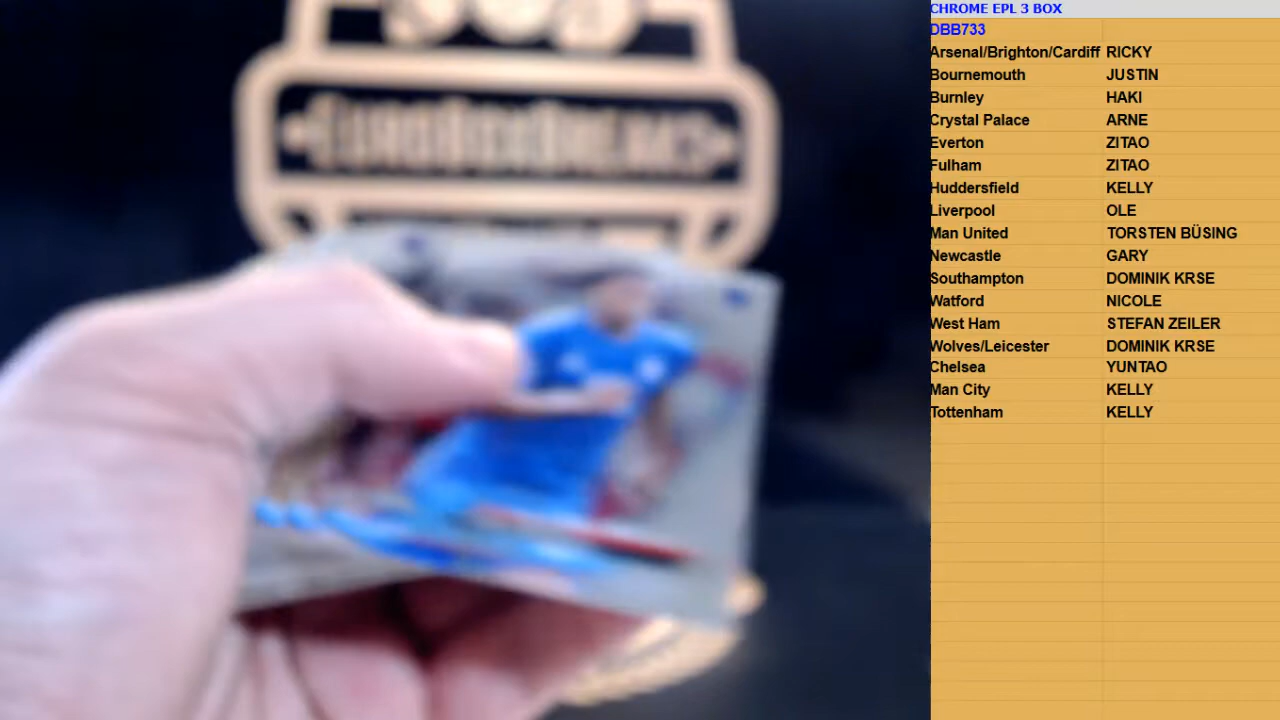 EUROBOXBREAKS
CHROME EPL 3 BOX
DBB733
Arsenal/Brighton/Cardiff RICKY
Bournemouth JUSTIN
Burnley HAKI
Crystal Palace ARNE
Everton ZITAO
Fulham ZITAO
Huddersfield KELLY
Liverpool OLE
Man United TORSTEN BÜSING
Newcastle GARY
Southampton DOMINIK KRSE
Watford NICOLE
West Ham STEFAN ZEILER
Wolves/Leicester DOMINIK KRSE
Chelsea YUNTAO
Man City KELLY
Tottenham KELLY